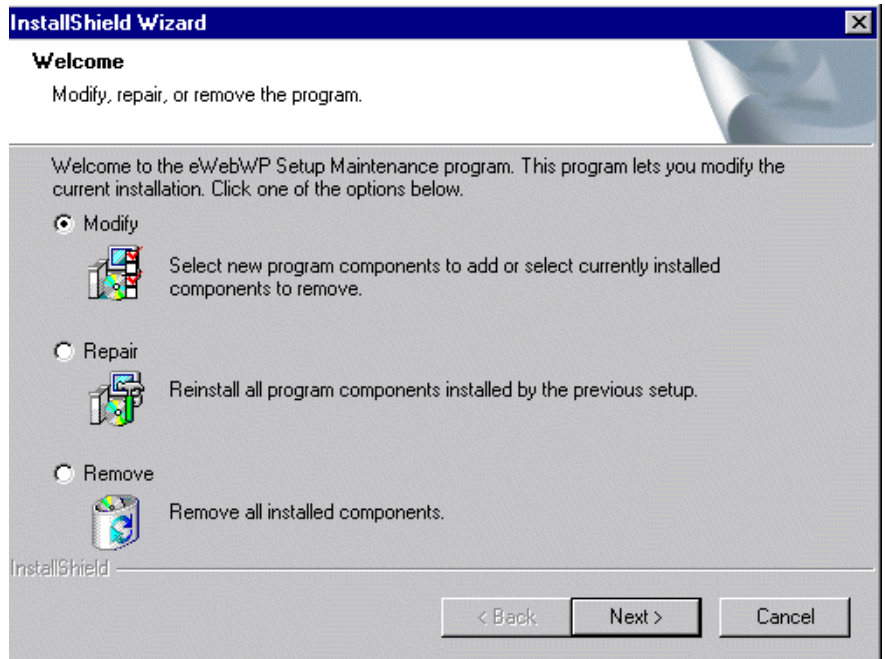 InstallShield Wizard
Welcome
Modify, repair, or remove the program.
Welcome to the eWebWP Setup Maintenance program. This program lets you modify the
current installation. Click one of the options below.
Modify
Select new program components to add or select currently installed
components to remove.
Repair
Reinstall all program components installed by the previous setup.
Remove
Remove all installed components.
InstallShield
< Back
Next >
Cancel